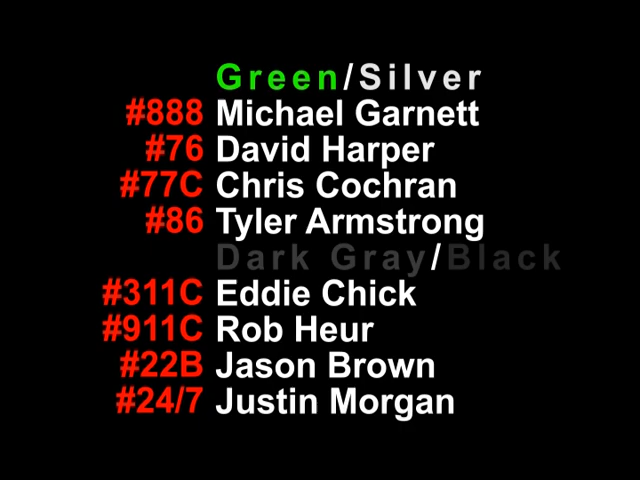 Green/Silver
#888 Michael Garnett
#76 David Harper
#77C Chris Cochran
#86 Tyler Armstrong
Dark Gray/Black
#311C Eddie Chick
#911C Rob Heur
#22B Jason Brown
#24/7 Justin Morgan